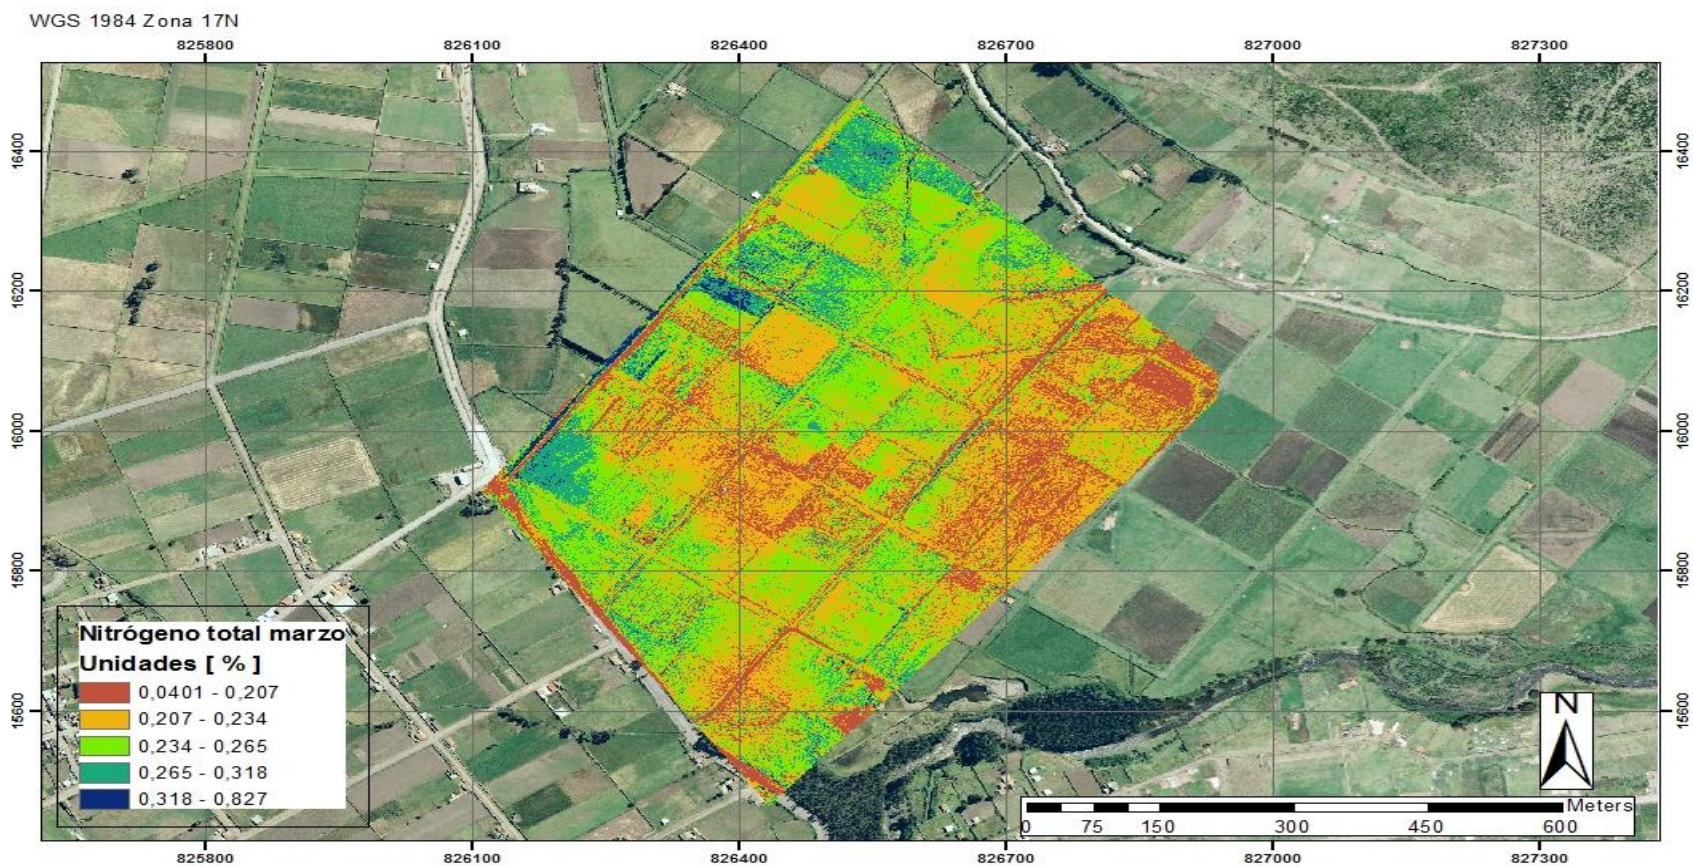 WGS 1984 Zona 17N
825800 826100 826400 826700 827000 827300
16400 16400
16200 16200
16000 16000
15800 15800
15600 15600
Nitrógeno total marzo
Unidades [ % ]
0,0401 - 0,207
0,207 - 0,234
0,234 - 0,265
0,265 - 0,318
0,318 - 0,827
N
Meters
0 75 150 300 450 600
825800 826100 826400 826700 827000 827300